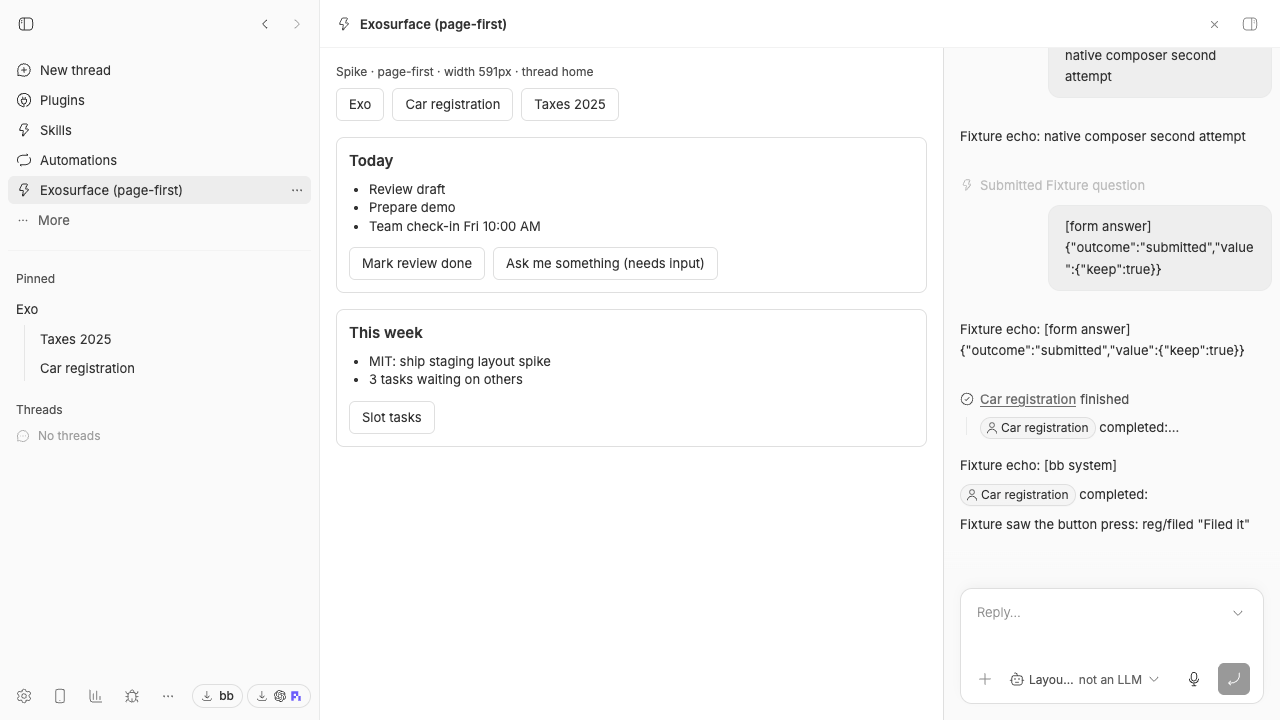 Exosurface (page-first)
New thread
Plugins
Skills
Automations
Exosurface (page-first)
More
Pinned
Exo
Taxes 2025
Car registration
Threads
No threads
bb
Spike · page-first · width 591px · thread home
Exo
Car registration
Taxes 2025
Today
• Review draft
• Prepare demo
• Team check-in Fri 10:00 AM
Mark review done
Ask me something (needs input)
This week
• MIT: ship staging layout spike
• 3 tasks waiting on others
Slot tasks
native composer second
attempt
Fixture echo: native composer second attempt
Submitted Fixture question
[form answer]
{"outcome":"submitted","value
":{"keep":true}}
Fixture echo: [form answer]
{"outcome":"submitted","value":{"keep":true}}
Car registration finished
Car registration completed:...
Fixture echo: [bb system]
Car registration completed:
Fixture saw the button press: reg/filed "Filed it"
Reply...
Layou... not an LLM